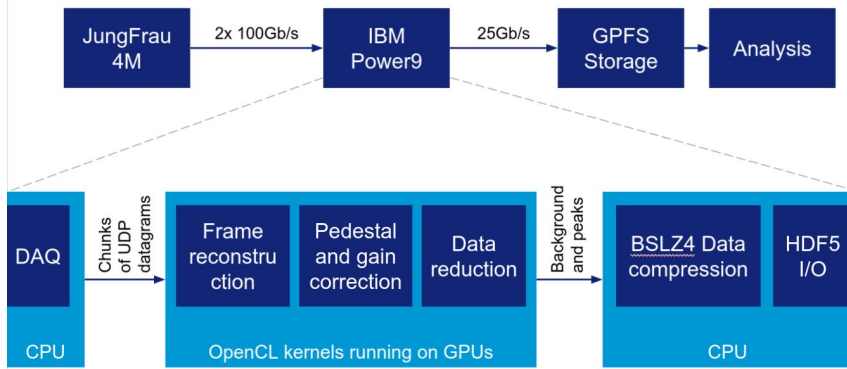 JungFrau
4M
2x 100Gb/s
IBM
Power9
25Gb/s
GPFS
Storage
Analysis
DAQ
CPU
Chunks
of UDP
datagrams
Frame
reconstru
ction
Pedestal
and gain
correction
Data
reduction
OpenCL kernels running on GPUs
Background
and peaks
BSLZ4 Data
compression
HDF5
I/O
CPU